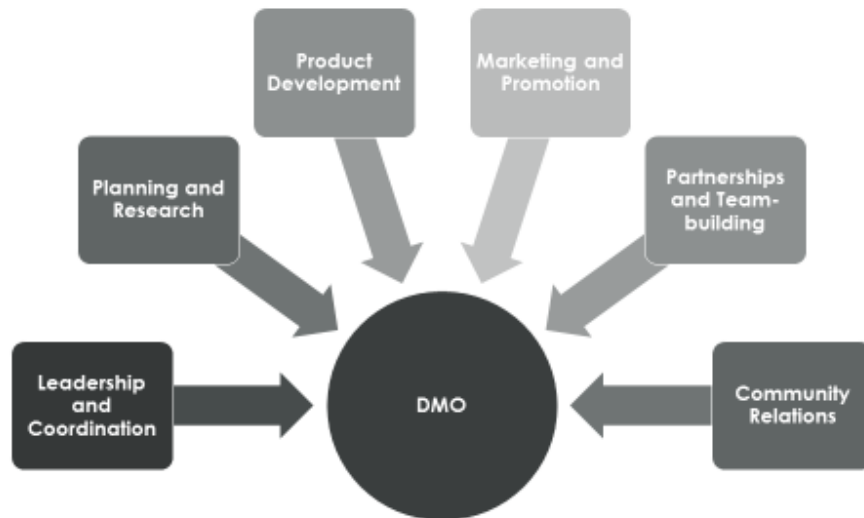 Product
Development
Marketing and
Promotion
Planning and
Research
Partnerships
and Team-
building
Leadership
and
Coordination
DMO
Community
Relations